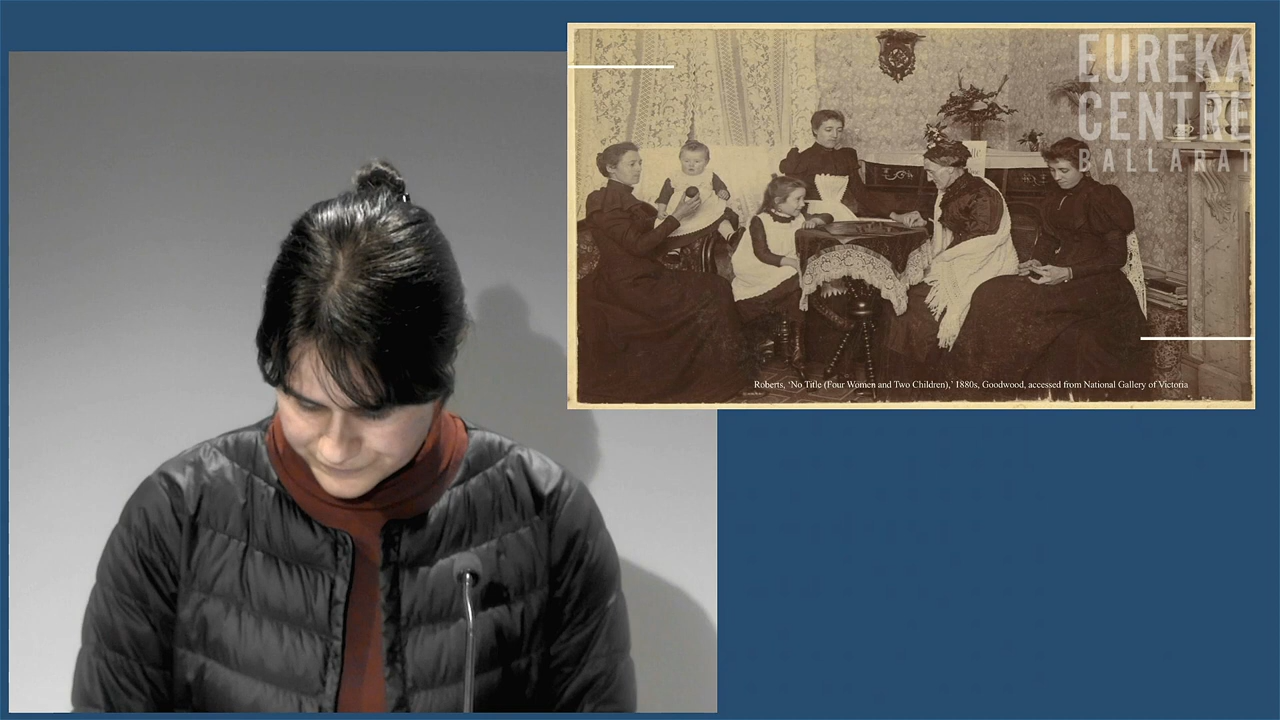 EUREKA
CENTRE
BALLARAT
Roberts, ‘No Title (Four Women and Two Children),’ 1880s, Goodwood, accessed from National Gallery of Victoria